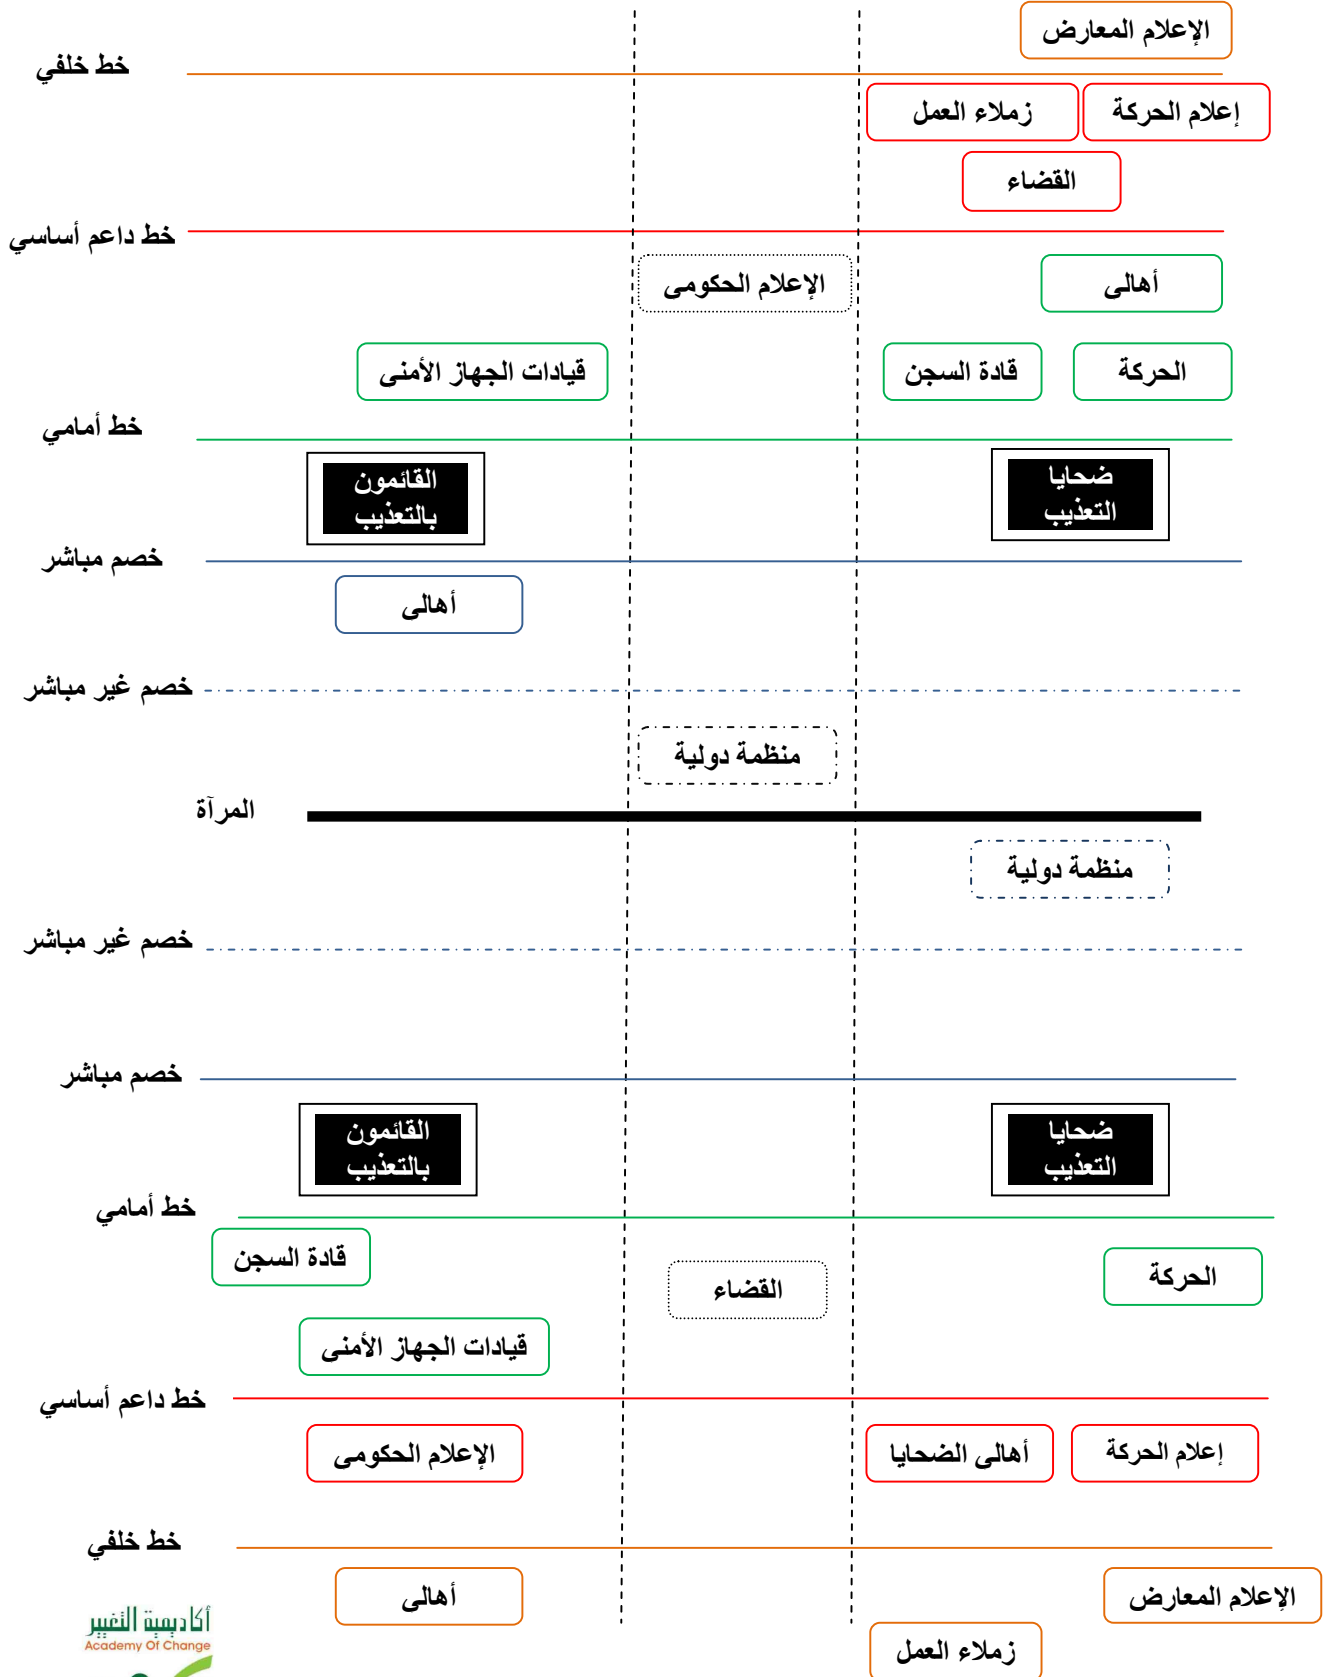 الإعلام المعارض
خط خلفي
إعلام الحركة
زملاء العمل
القضاء
خط داعم أساسي
أهالى
الإعلام الحكومى
الحركة
قادة السجن
قيادات الجهاز الأمنى
خط أمامي
ضحايا
التعذيب
القائمون
بالتعذيب
خصم مباشر
أهالى
خصم غير مباشر
منظمة دولية
المرآة
منظمة دولية
خصم غير مباشر
خصم مباشر
ضحايا
التعذيب
القائمون
بالتعذيب
خط أمامي
الحركة
القضاء
قادة السجن
قيادات الجهاز الأمنى
خط داعم أساسي
إعلام الحركة
أهالى الضحايا
الإعلام الحكومى
خط خلفي
الإعلام المعارض
أهالى
زملاء العمل
أكاديمية التغيير
Academy Of Change